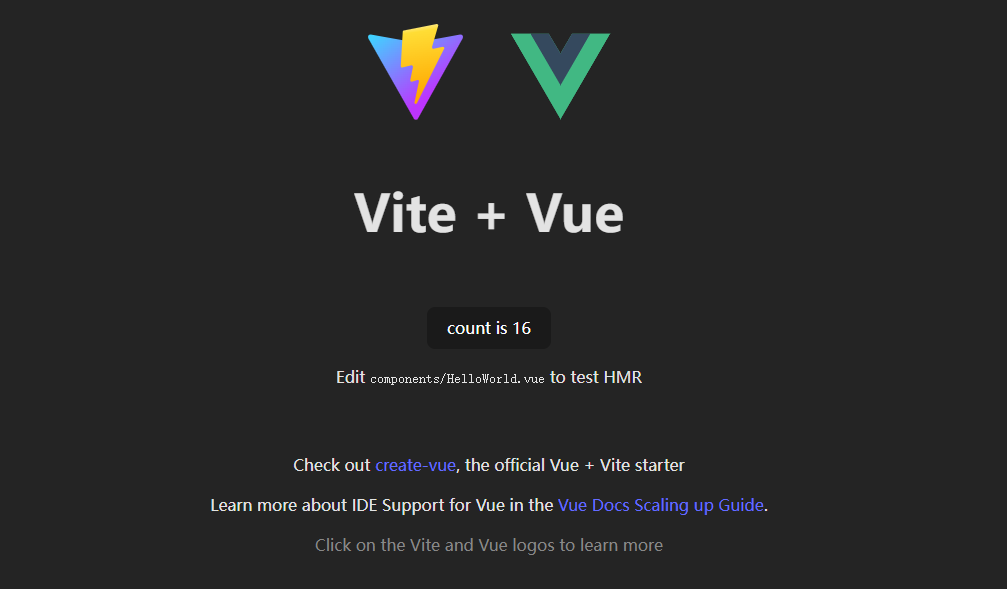 Vite + Vue
count is 16
Edit components/HelloWorld.vue to test HMR
Check out create-vue, the official Vue + Vite starter
Learn more about IDE Support for Vue in the Vue Docs Scaling up Guide.
Click on the Vite and Vue logos to learn more